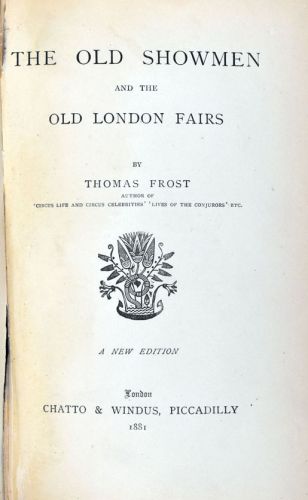 THE OLD SHOWMEN
AND THE
OLD LONDON FAIRS
BY
THOMAS FROST
AUTHOR OF
'CIRCUS LIFE AND CIRCUS CELEBRITIES' 'LIVES OF THE CONJURORS' ETC.
A NEW EDITION
London
CHATTO & WINDUS, PICCADILLY
1881